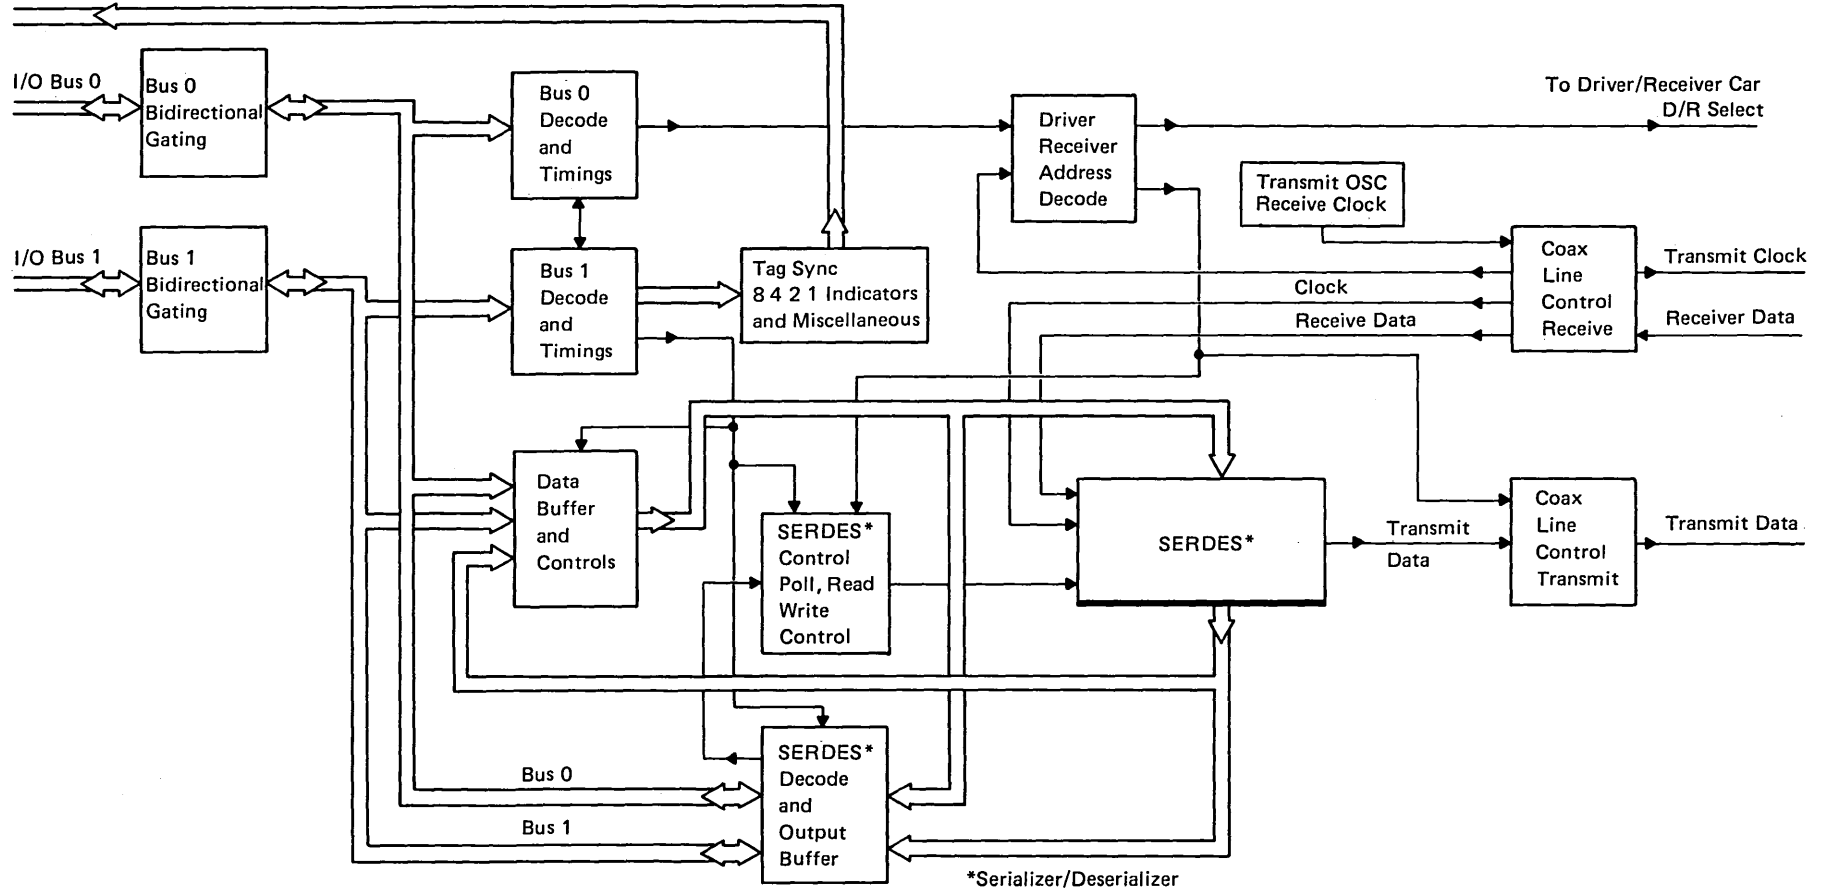 I/O Bus 0
Bus 0
Bidirectional
Gating
Bus 0
Decode
and
Timings
Driver
Receiver
Address
Decode
To Driver/Receiver Car
D/R Select
Transmit OSC
Receive Clock
I/O Bus 1
Bus 1
Bidirectional
Gating
Bus 1
Decode
and
Timings
Tag Sync
8 4 2 1 Indicators
and Miscellaneous
Clock
Receive Data
Coax
Line
Control
Receive
Transmit Clock
Receiver Data
Data
Buffer
and
Controls
SERDES*
Control
Poll, Read
Write
Control
SERDES*
Transmit
Data
Coax
Line
Control
Transmit
Transmit Data
Bus 0
Bus 1
SERDES*
Decode
and
Output
Buffer
*Serializer/Deserializer